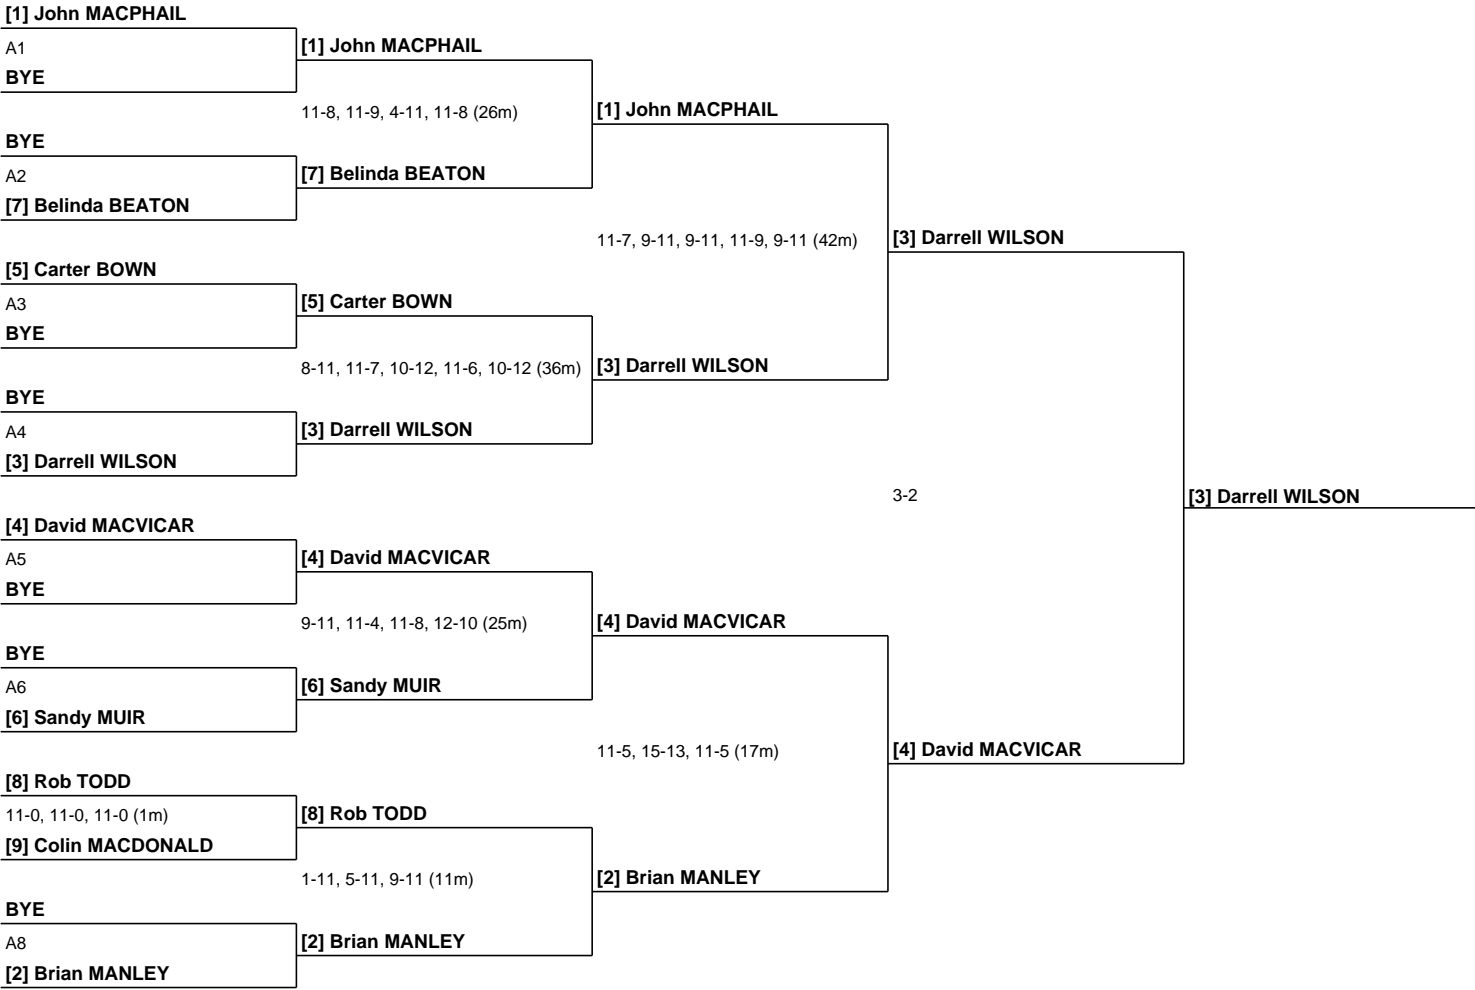 [1] John MACPHAIL
A1
[1] John MACPHAIL
BYE
11-8, 11-9, 4-11, 11-8 (26m)
[1] John MACPHAIL
BYE
A2
[7] Belinda BEATON
[7] Belinda BEATON
11-7, 9-11, 9-11, 11-9, 9-11 (42m)
[3] Darrell WILSON
[5] Carter BOWN
A3
[5] Carter BOWN
BYE
8-11, 11-7, 10-12, 11-6, 10-12 (36m)
[3] Darrell WILSON
BYE
A4
[3] Darrell WILSON
[3] Darrell WILSON
3-2
[3] Darrell WILSON
[4] David MACVICAR
A5
[4] David MACVICAR
BYE
9-11, 11-4, 11-8, 12-10 (25m)
[4] David MACVICAR
BYE
A6
[6] Sandy MUIR
[6] Sandy MUIR
11-5, 15-13, 11-5 (17m)
[4] David MACVICAR
[8] Rob TODD
11-0, 11-0, 11-0 (1m)
[8] Rob TODD
[9] Colin MACDONALD
1-11, 5-11, 9-11 (11m)
[2] Brian MANLEY
BYE
A8
[2] Brian MANLEY
[2] Brian MANLEY